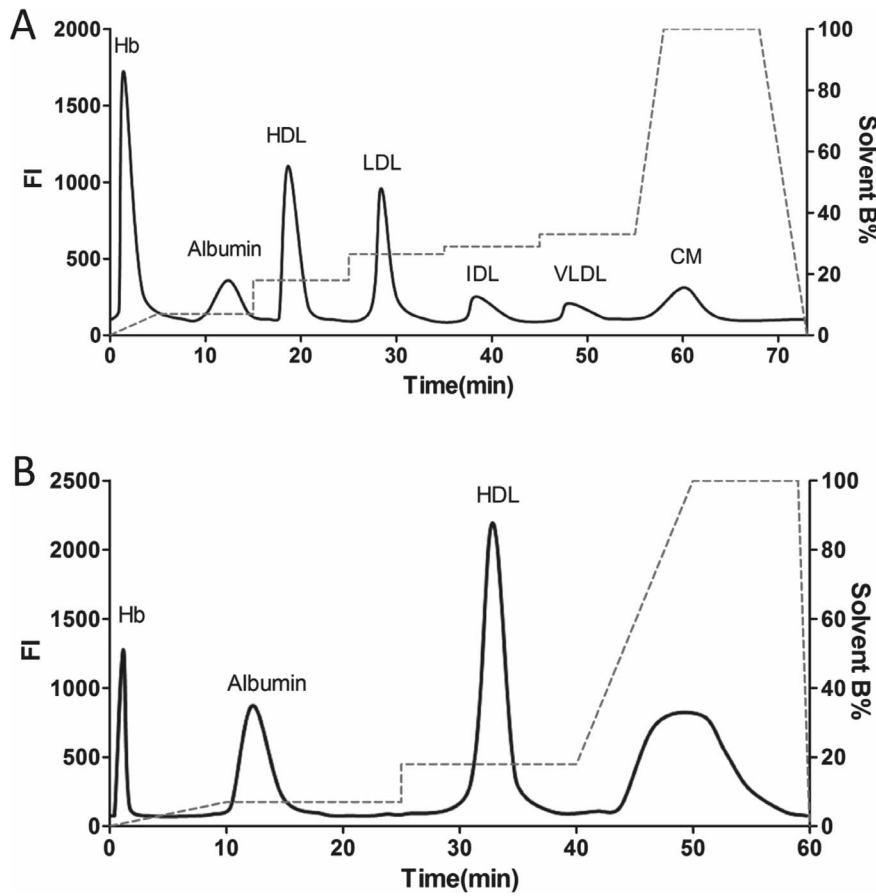 A
2000
1500
1000
500
0
FI
Hb
Albumin
HDL
LDL
IDL
VLDL
CM
100
80
60
40
20
0
Solvent B%
0 10 20 30 40 50 60 70
Time(min)
B
2500
2000
1500
1000
500
0
FI
Hb
Albumin
HDL
100
80
60
40
20
0
Solvent B%
0 10 20 30 40 50 60
Time(min)